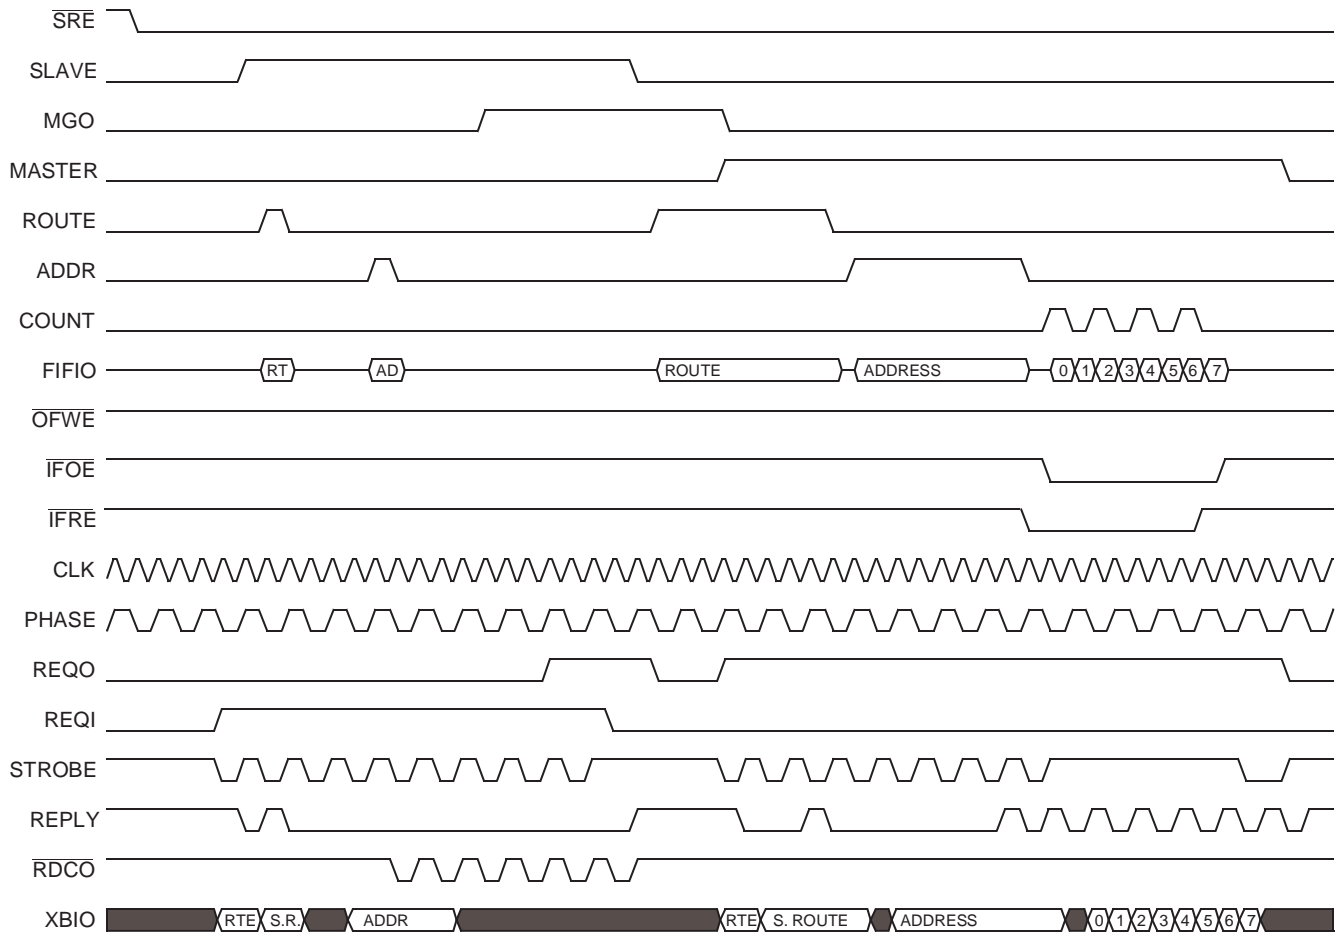 SRE
SLAVE
MGO
MASTER
ROUTE
ADDR
COUNT
FIFIO RT AD ROUTE ADDRESS 0 1 2 3 4 5 6 7
OFWE
IFOE
IFRE
CLK
PHASE
REQO
REQI
STROBE
REPLY
RDCO
XBIO RTE S.R. ADDR RTE S. ROUTE ADDRESS 0 1 2 3 4 5 6 7